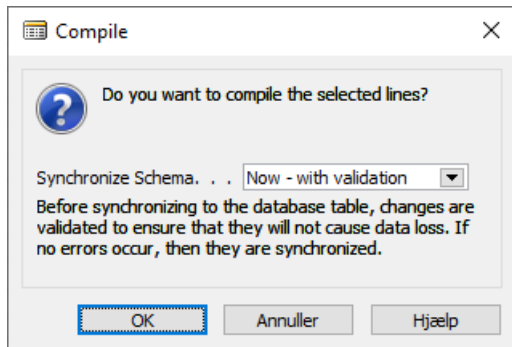 Compile
Do you want to compile the selected lines?
Synchronize Schema. . . Now - with validation
Before synchronizing to the database table, changes are
validated to ensure that they will not cause data loss. If
no errors occur, then they are synchronized.
OK Annuller Hjælp